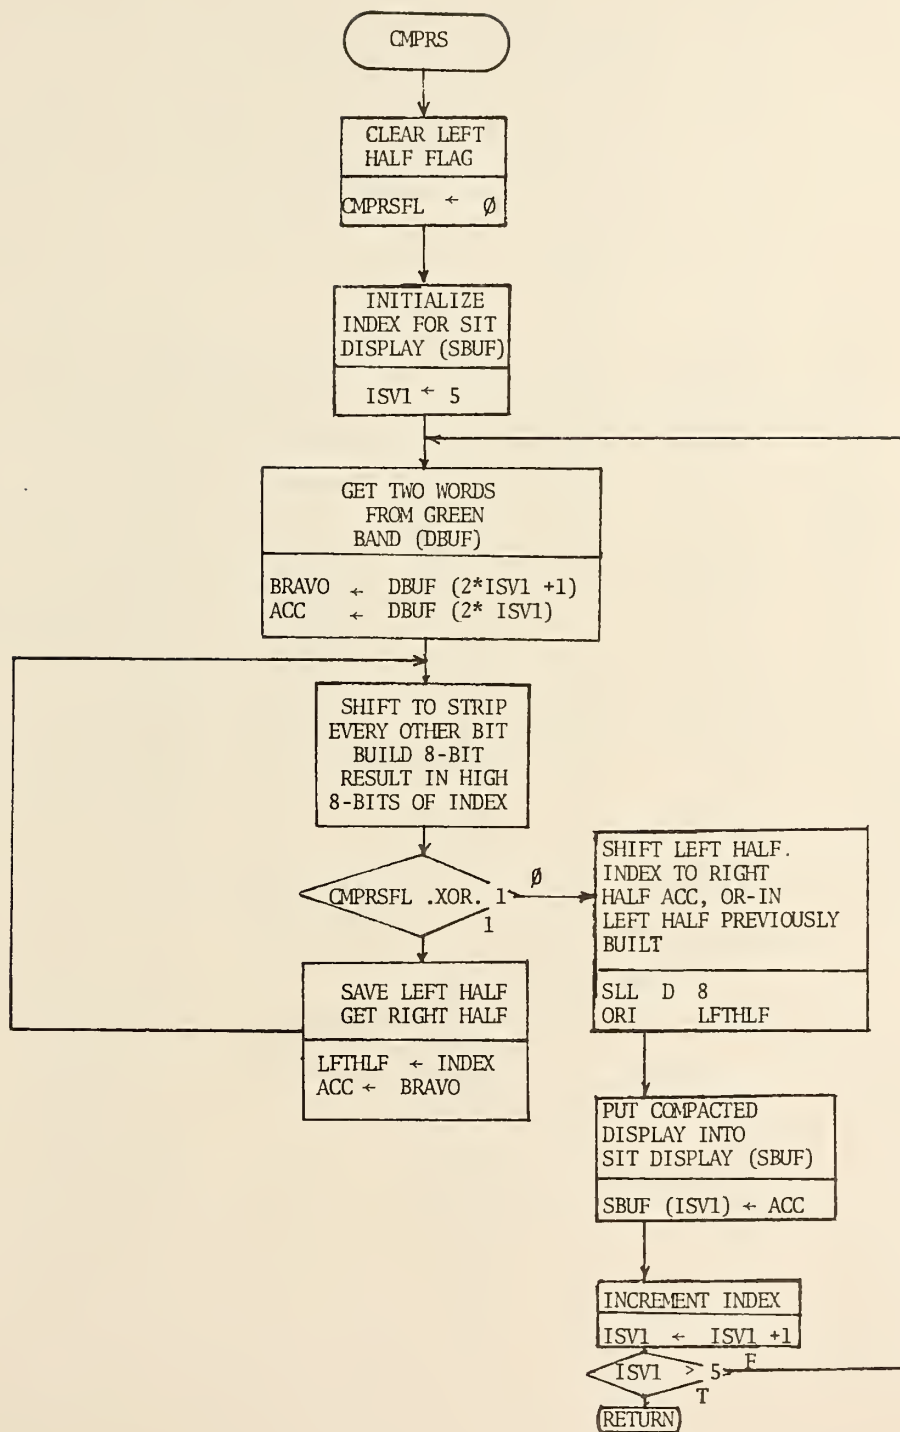 CMPRS
CLEAR LEFT
HALF FLAG
CMPRSFL ← Ø
INITIALIZE
INDEX FOR SIT
DISPLAY (SBUF)
ISV1 ← 5
GET TWO WORDS
FROM GREEN
BAND (DBUF)
BRAVO ← DBUF (2*ISV1 +1)
ACC ← DBUF (2* ISV1)
SHIFT TO STRIP
EVERY OTHER BIT
BUILD 8-BIT
RESULT IN HIGH
8-BITS OF INDEX
CMPRSFL .XOR. 1
Ø
1
SAVE LEFT HALF
GET RIGHT HALF
LFTHLF ← INDEX
ACC ← BRAVO
SHIFT LEFT HALF.
INDEX TO RIGHT
HALF ACC, OR-IN
LEFT HALF PREVIOUSLY
BUILT
SLL D 8
ORI LFTHLF
PUT COMPACTED
DISPLAY INTO
SIT DISPLAY (SBUF)
SBUF (ISV1) ← ACC
INCREMENT INDEX
ISV1 ← ISV1 +1
ISV1 > 5
F
T
RETURN